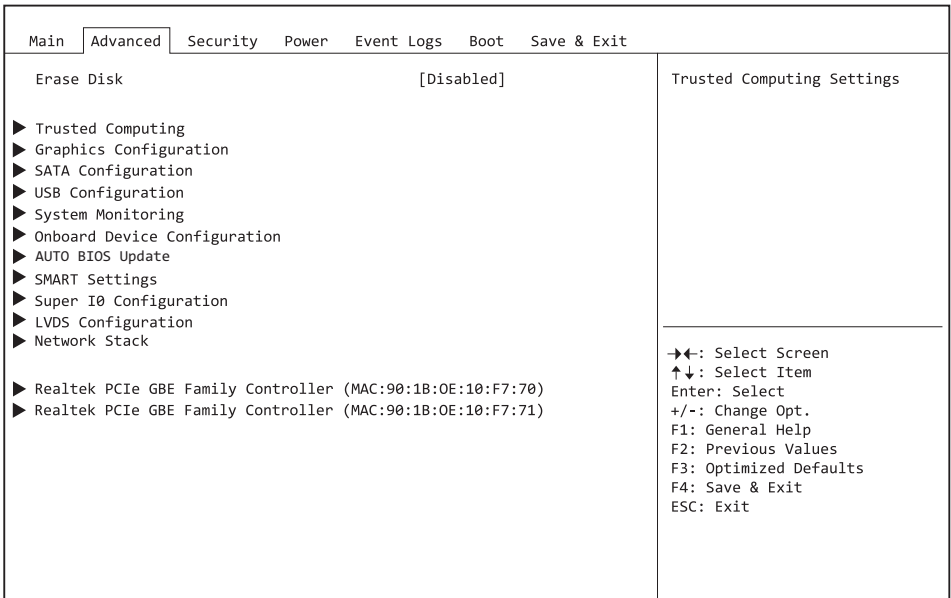 Main Advanced Security Power Event Logs Boot Save & Exit
Erase Disk [Disabled]
Trusted Computing Settings
▶ Trusted Computing
▶ Graphics Configuration
▶ SATA Configuration
▶ USB Configuration
▶ System Monitoring
▶ Onboard Device Configuration
▶ AUTO BIOS Update
▶ SMART Settings
▶ Super I0 Configuration
▶ LVDS Configuration
▶ Network Stack
▶ Realtek PCIe GBE Family Controller (MAC:90:1B:OE:10:F7:70)
▶ Realtek PCIe GBE Family Controller (MAC:90:1B:OE:10:F7:71)
→←: Select Screen
↑↓: Select Item
Enter: Select
+/-: Change Opt.
F1: General Help
F2: Previous Values
F3: Optimized Defaults
F4: Save & Exit
ESC: Exit